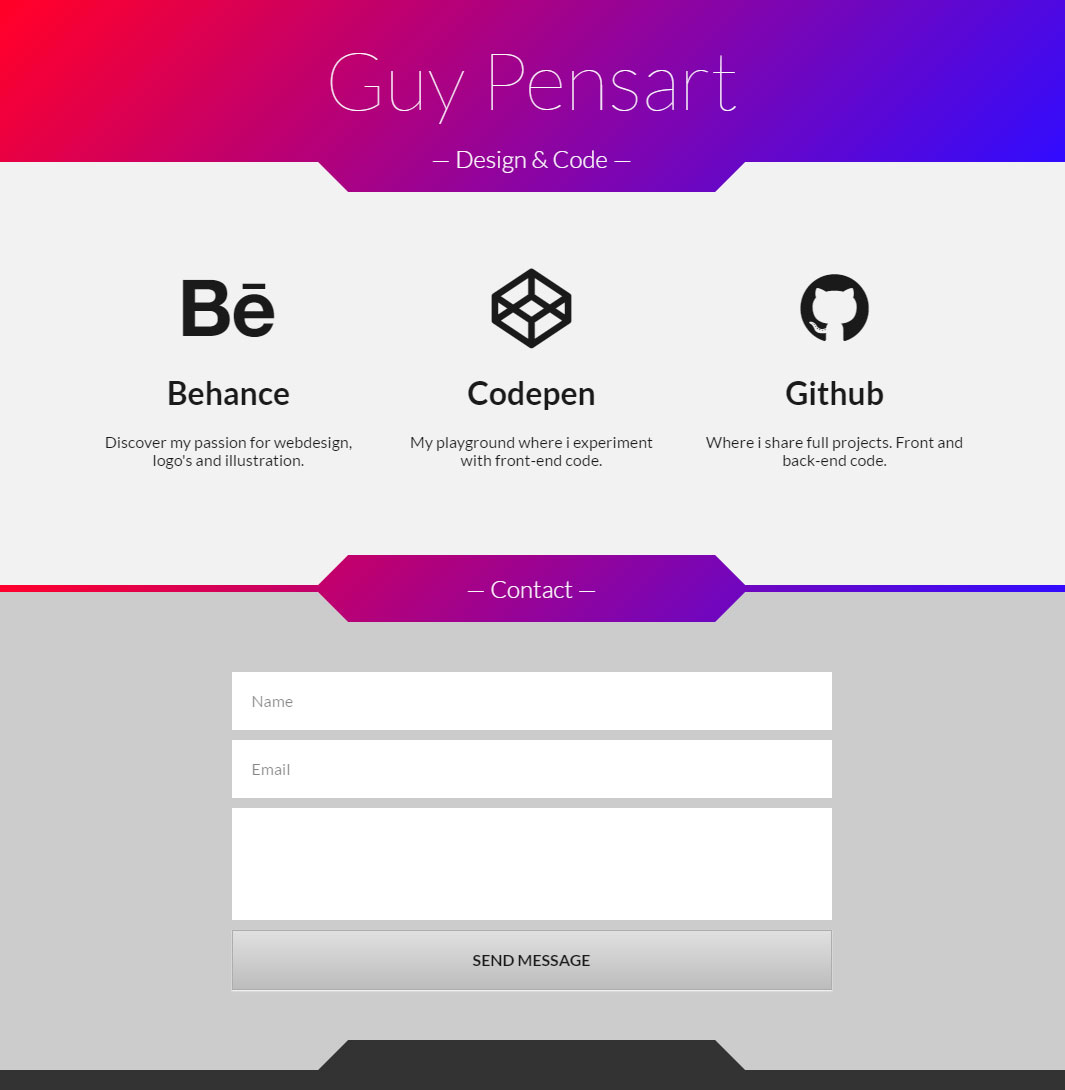 Guy Pensart
— Design & Code —
Bē
Behance
Codepen
Github
Discover my passion for webdesign,
logo's and illustration.
My playground where i experiment
with front-end code.
Where i share full projects. Front and
back-end code.
— Contact —
Name
Email
SEND MESSAGE